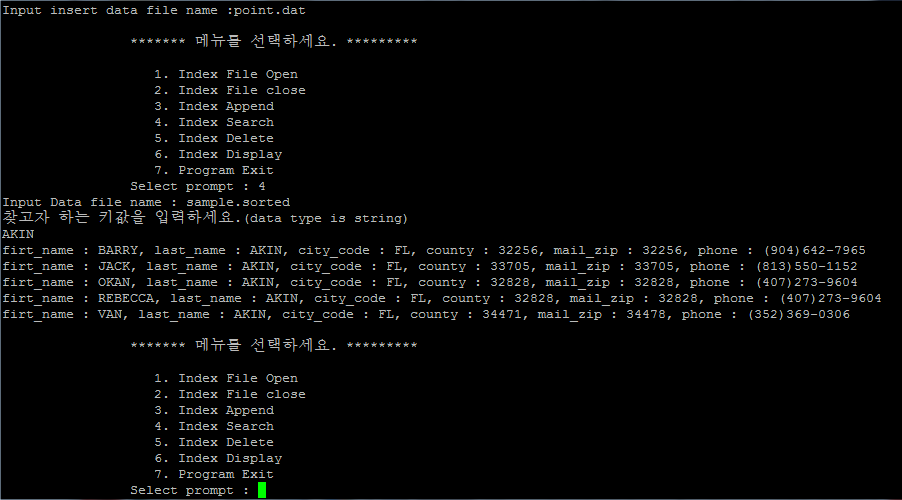 Input insert data file name :point.dat
******* 메뉴를 선택하세요. *********
1. Index File Open
2. Index File close
3. Index Append
4. Index Search
5. Index Delete
6. Index Display
7. Program Exit
Select prompt : 4
Input Data file name : sample.sorted
찾고자 하는 키값을 입력하세요.(data type is string)
AKIN
firt_name : BARRY, last_name : AKIN, city_code : FL, county : 32256, mail_zip : 32256, phone : (904)642-7965
firt_name : JACK, last_name : AKIN, city_code : FL, county : 33705, mail_zip : 33705, phone : (813)550-1152
firt_name : OKAN, last_name : AKIN, city_code : FL, county : 32828, mail_zip : 32828, phone : (407)273-9604
firt_name : REBECCA, last_name : AKIN, city_code : FL, county : 32828, mail_zip : 32828, phone : (407)273-9604
firt_name : VAN, last_name : AKIN, city_code : FL, county : 34471, mail_zip : 34478, phone : (352)369-0306
******* 메뉴를 선택하세요. *********
1. Index File Open
2. Index File close
3. Index Append
4. Index Search
5. Index Delete
6. Index Display
7. Program Exit
Select prompt :